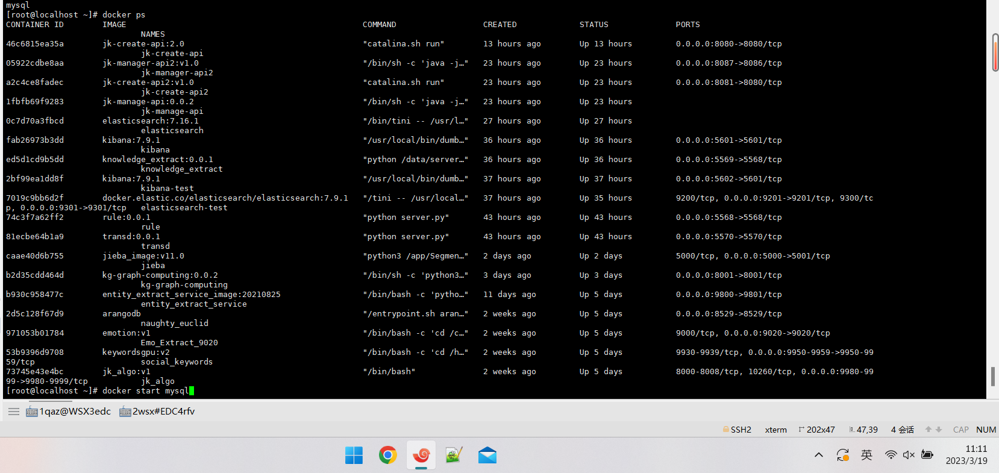 mysql
[root@localhost ~]# docker ps
CONTAINER ID        IMAGE                                                 COMMAND                  CREATED             STATUS              PORTS
                            NAMES
46c6815ea35a        jk-create-api:2.0                                     "catalina.sh run"        13 hours ago        Up 13 hours         0.0.0.0:8080->8080/tcp
                            jk-create-api
05922cdbe8aa        jk-manager-api2:v1.0                                  "/bin/sh -c 'java -j…"   23 hours ago        Up 23 hours         0.0.0.0:8087->8086/tcp
                            jk-manager-api2
a2c4ce8fadec        jk-create-api2:v1.0                                   "catalina.sh run"        23 hours ago        Up 23 hours         0.0.0.0:8081->8080/tcp
                            jk-create-api2
1fbfb69f9283        jk-manage-api:0.0.2                                   "/bin/sh -c 'java -j…"   23 hours ago        Up 23 hours
                            jk-manage-api
0c7d70a3fbcd        elasticsearch:7.16.1                                  "/bin/tini -- /usr/l…"   27 hours ago        Up 27 hours
                            elasticsearch
fab26973b3dd        kibana:7.9.1                                          "/usr/local/bin/dumb…"   36 hours ago        Up 36 hours         0.0.0.0:5601->5601/tcp
                            kibana
ed5d1cd9b5dd        knowledge_extract:0.0.1                               "python /data/server…"   36 hours ago        Up 36 hours         0.0.0.0:5569->5568/tcp
                            knowledge_extract
2bf99ea1dd8f        kibana:7.9.1                                          "/usr/local/bin/dumb…"   37 hours ago        Up 37 hours         0.0.0.0:5602->5601/tcp
                            kibana-test
7019c9bb6d2f        docker.elastic.co/elasticsearch/elasticsearch:7.9.1   "/tini -- /usr/local…"   37 hours ago        Up 35 hours         9200/tcp, 0.0.0.0:9201->9201/tcp, 9300/tc
p, 0.0.0.0:9301->9301/tcp   elasticsearch-test
74c3f7a62ff2        rule:0.0.1                                            "python server.py"       43 hours ago        Up 43 hours         0.0.0.0:5568->5568/tcp
                            rule
81ecbe64b1a9        transd:0.0.1                                          "python server.py"       43 hours ago        Up 43 hours         0.0.0.0:5570->5570/tcp
                            transd
caae40d6b755        jieba_image:v11.0                                     "python3 /app/Segmen…"   2 days ago          Up 2 days           5000/tcp, 0.0.0.0:5000->5001/tcp
                            jieba
b2d35cdd464d        kg-graph-computing:0.0.2                              "/bin/sh -c 'python3…"   3 days ago          Up 3 days           0.0.0.0:8001->8001/tcp
                            kg-graph-computing
b930c958477c        entity_extract_service_image:20210825                 "/bin/bash -c 'pytho…"   11 days ago         Up 5 days           0.0.0.0:9800->9801/tcp
                            entity_extract_service
2d5c128f67d9        arangodb                                              "/entrypoint.sh aran…"   2 weeks ago         Up 5 days           0.0.0.0:8529->8529/tcp
                            naughty_euclid
971053b01784        emotion:v1                                            "/bin/bash -c 'cd /c…"   2 weeks ago         Up 5 days           9000/tcp, 0.0.0.0:9020->9020/tcp
                            Emo_Extract_9020
53b9396d9708        keywordsgpu:v2                                        "/bin/bash -c 'cd /h…"   2 weeks ago         Up 5 days           9930-9939/tcp, 0.0.0.0:9950-9959->9950-99
59/tcp                      social_keywords
73745e43e4bc        jk_algo:v1                                            "/bin/bash"              2 weeks ago         Up 5 days           8000-8008/tcp, 10260/tcp, 0.0.0.0:9980-99
99->9980-9999/tcp           jk_algo
[root@localhost ~]# docker start mysql
1qaz@WSX3edc 2wsx#EDC4rfv
SSH2 xterm 202x47 47,39 4 会话 CAP NUM
英 11:11
2023/3/19